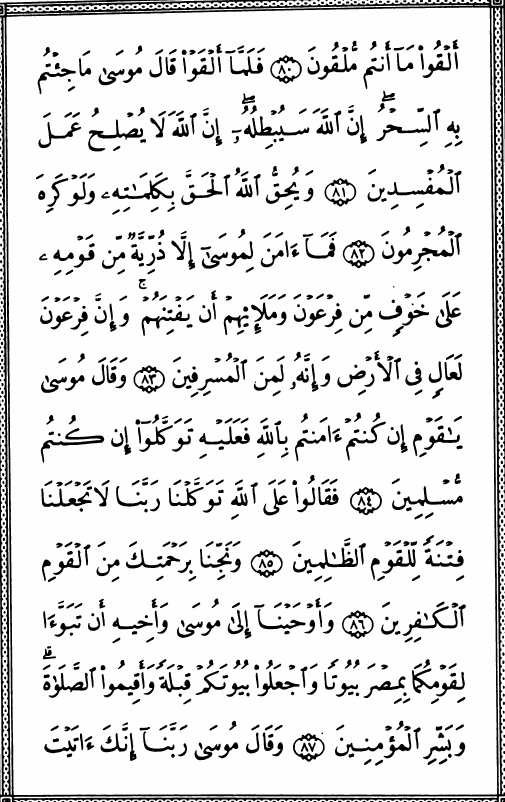 أَلْقُوا۟ مَآ أَنتُم مُّلْقُونَ ٨٠ فَلَمَّآ أَلْقَوْا۟ قَالَ مُوسَىٰ مَا جِئْتُم
بِهِ ٱلسِّحْرُ ۖ إِنَّ ٱللَّهَ سَيُبْطِلُهُۥٓ ۖ إِنَّ ٱللَّهَ لَا يُصْلِحُ عَمَلَ
ٱلْمُفْسِدِينَ ٨١ وَيُحِقُّ ٱللَّهُ ٱلْحَقَّ بِكَلِمَـٰتِهِۦ وَلَوْ كَرِهَ
ٱلْمُجْرِمُونَ ٨٢ فَمَآ ءَامَنَ لِمُوسَىٰٓ إِلَّا ذُرِّيَّةٌ مِّن قَوْمِهِۦ
عَلَىٰ خَوْفٍ مِّن فِرْعَوْنَ وَمَلَإِي۟هِمْ أَن يَفْتِنَهُمْ ۚ وَإِنَّ فِرْعَوْنَ
لَعَالٍ فِى ٱلْأَرْضِ وَإِنَّهُۥ لَمِنَ ٱلْمُسْرِفِينَ ٨٣ وَقَالَ مُوسَىٰ
يَـٰقَوْمِ إِن كُنتُمْ ءَامَنتُم بِٱللَّهِ فَعَلَيْهِ تَوَكَّلُوٓا۟ إِن كُنتُم
مُّسْلِمِينَ ٨٤ فَقَالُوا۟ عَلَى ٱللَّهِ تَوَكَّلْنَا رَبَّنَا لَا تَجْعَلْنَا
فِتْنَةً لِّلْقَوْمِ ٱلظَّـٰلِمِينَ ٨٥ وَنَجِّنَا بِرَحْمَتِكَ مِنَ ٱلْقَوْمِ
ٱلْكَـٰفِرِينَ ٨٦ وَأَوْحَيْنَآ إِلَىٰ مُوسَىٰ وَأَخِيهِ أَن تَبَوَّءَا
لِقَوْمِكُمَا بِمِصْرَ بُيُوتًا وَٱجْعَلُوا۟ بُيُوتَكُمْ قِبْلَةً وَأَقِيمُوا۟ ٱلصَّلَوٰةَ ۗ
وَبَشِّرِ ٱلْمُؤْمِنِينَ ٨٧ وَقَالَ مُوسَىٰ رَبَّنَآ إِنَّكَ ءَاتَيْتَ